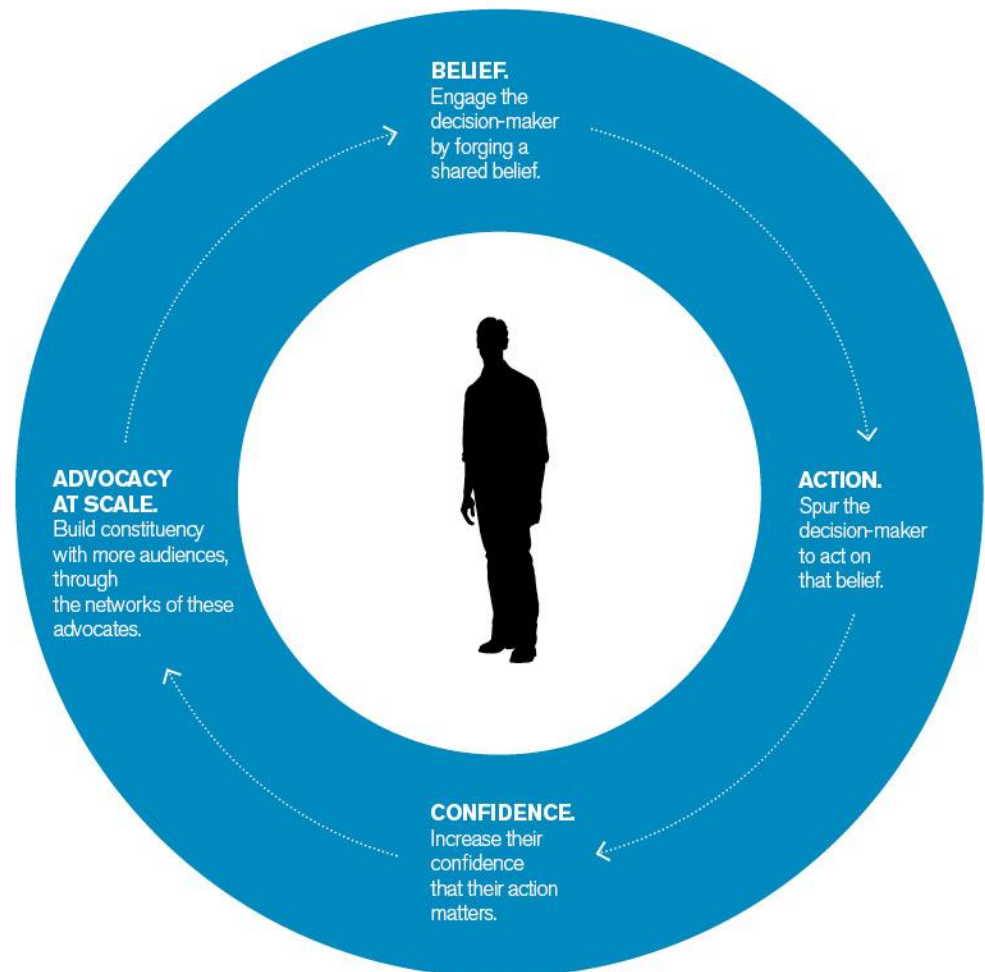 BELIEF.
Engage the
decision-maker
by forging a
shared belief.
ACTION.
Spur the
decision-maker
to act on
that belief.
CONFIDENCE.
Increase their
confidence
that their action
matters.
ADVOCACY
AT SCALE.
Build constituency
with more audiences,
through
the networks of these
advocates.